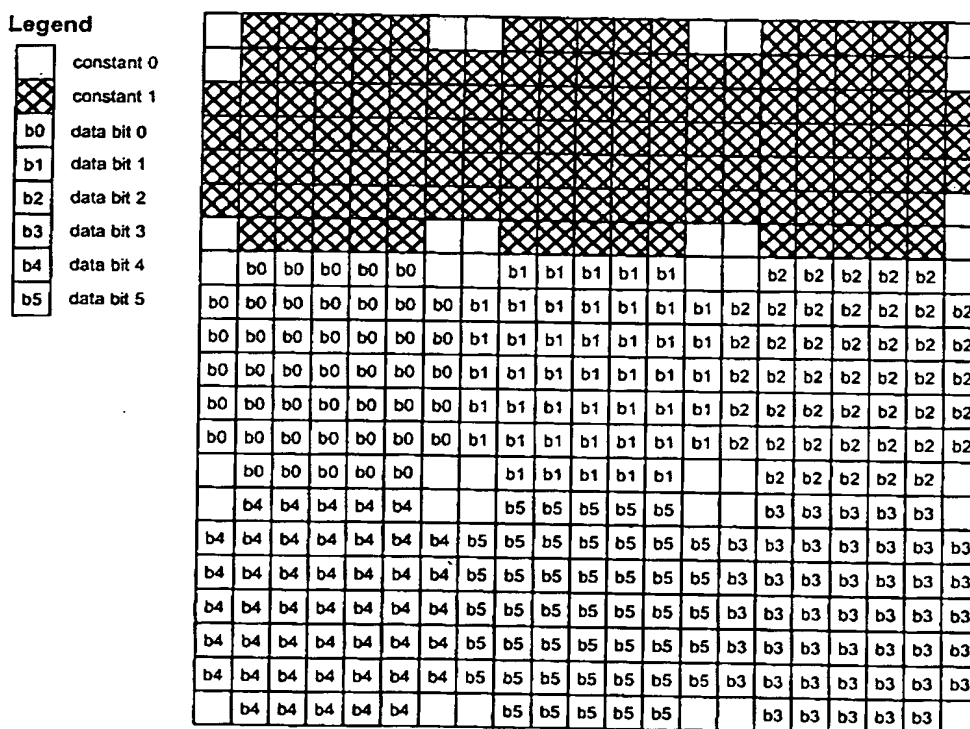 Legend
constant 0
constant 1
b0 data bit 0
b1 data bit 1
b2 data bit 2
b3 data bit 3
b4 data bit 4
b5 data bit 5
b0 b0 b0 b0 b0 b1 b1 b1 b1 b1 b2 b2 b2 b2 b2
b0 b0 b0 b0 b0 b0 b0 b1 b1 b1 b1 b1 b1 b1 b2 b2 b2 b2 b2 b2 b2
b0 b0 b0 b0 b0 b0 b0 b1 b1 b1 b1 b1 b1 b1 b2 b2 b2 b2 b2 b2 b2
b0 b0 b0 b0 b0 b0 b0 b1 b1 b1 b1 b1 b1 b1 b2 b2 b2 b2 b2 b2 b2
b0 b0 b0 b0 b0 b0 b0 b1 b1 b1 b1 b1 b1 b1 b2 b2 b2 b2 b2 b2 b2
b0 b0 b0 b0 b0 b0 b0 b1 b1 b1 b1 b1 b1 b1 b2 b2 b2 b2 b2 b2 b2
b0 b0 b0 b0 b0 b1 b1 b1 b1 b1 b2 b2 b2 b2 b2
b4 b4 b4 b4 b4 b5 b5 b5 b5 b5 b3 b3 b3 b3 b3
b4 b4 b4 b4 b4 b4 b4 b5 b5 b5 b5 b5 b5 b5 b3 b3 b3 b3 b3 b3 b3
b4 b4 b4 b4 b4 b4 b4 b5 b5 b5 b5 b5 b5 b5 b3 b3 b3 b3 b3 b3 b3
b4 b4 b4 b4 b4 b4 b4 b5 b5 b5 b5 b5 b5 b5 b3 b3 b3 b3 b3 b3 b3
b4 b4 b4 b4 b4 b4 b4 b5 b5 b5 b5 b5 b5 b5 b3 b3 b3 b3 b3 b3 b3
b4 b4 b4 b4 b4 b4 b4 b5 b5 b5 b5 b5 b5 b5 b3 b3 b3 b3 b3 b3 b3
b4 b4 b4 b4 b4 b5 b5 b5 b5 b5 b3 b3 b3 b3 b3